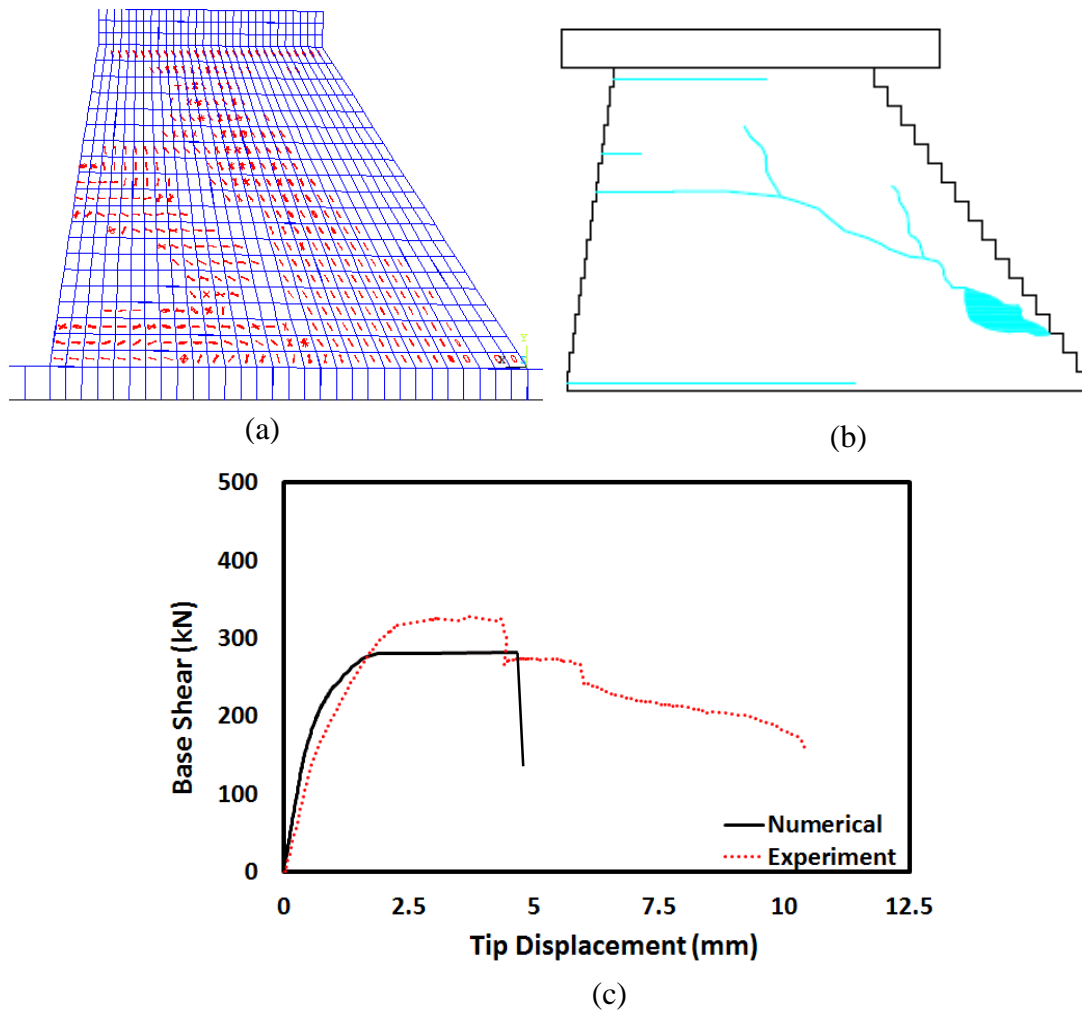 (a)
(b)
500
400
300
200
100
0
Base Shear (kN)
Numerical
Experiment
0 2.5 5 7.5 10 12.5
Tip Displacement (mm)
(c)